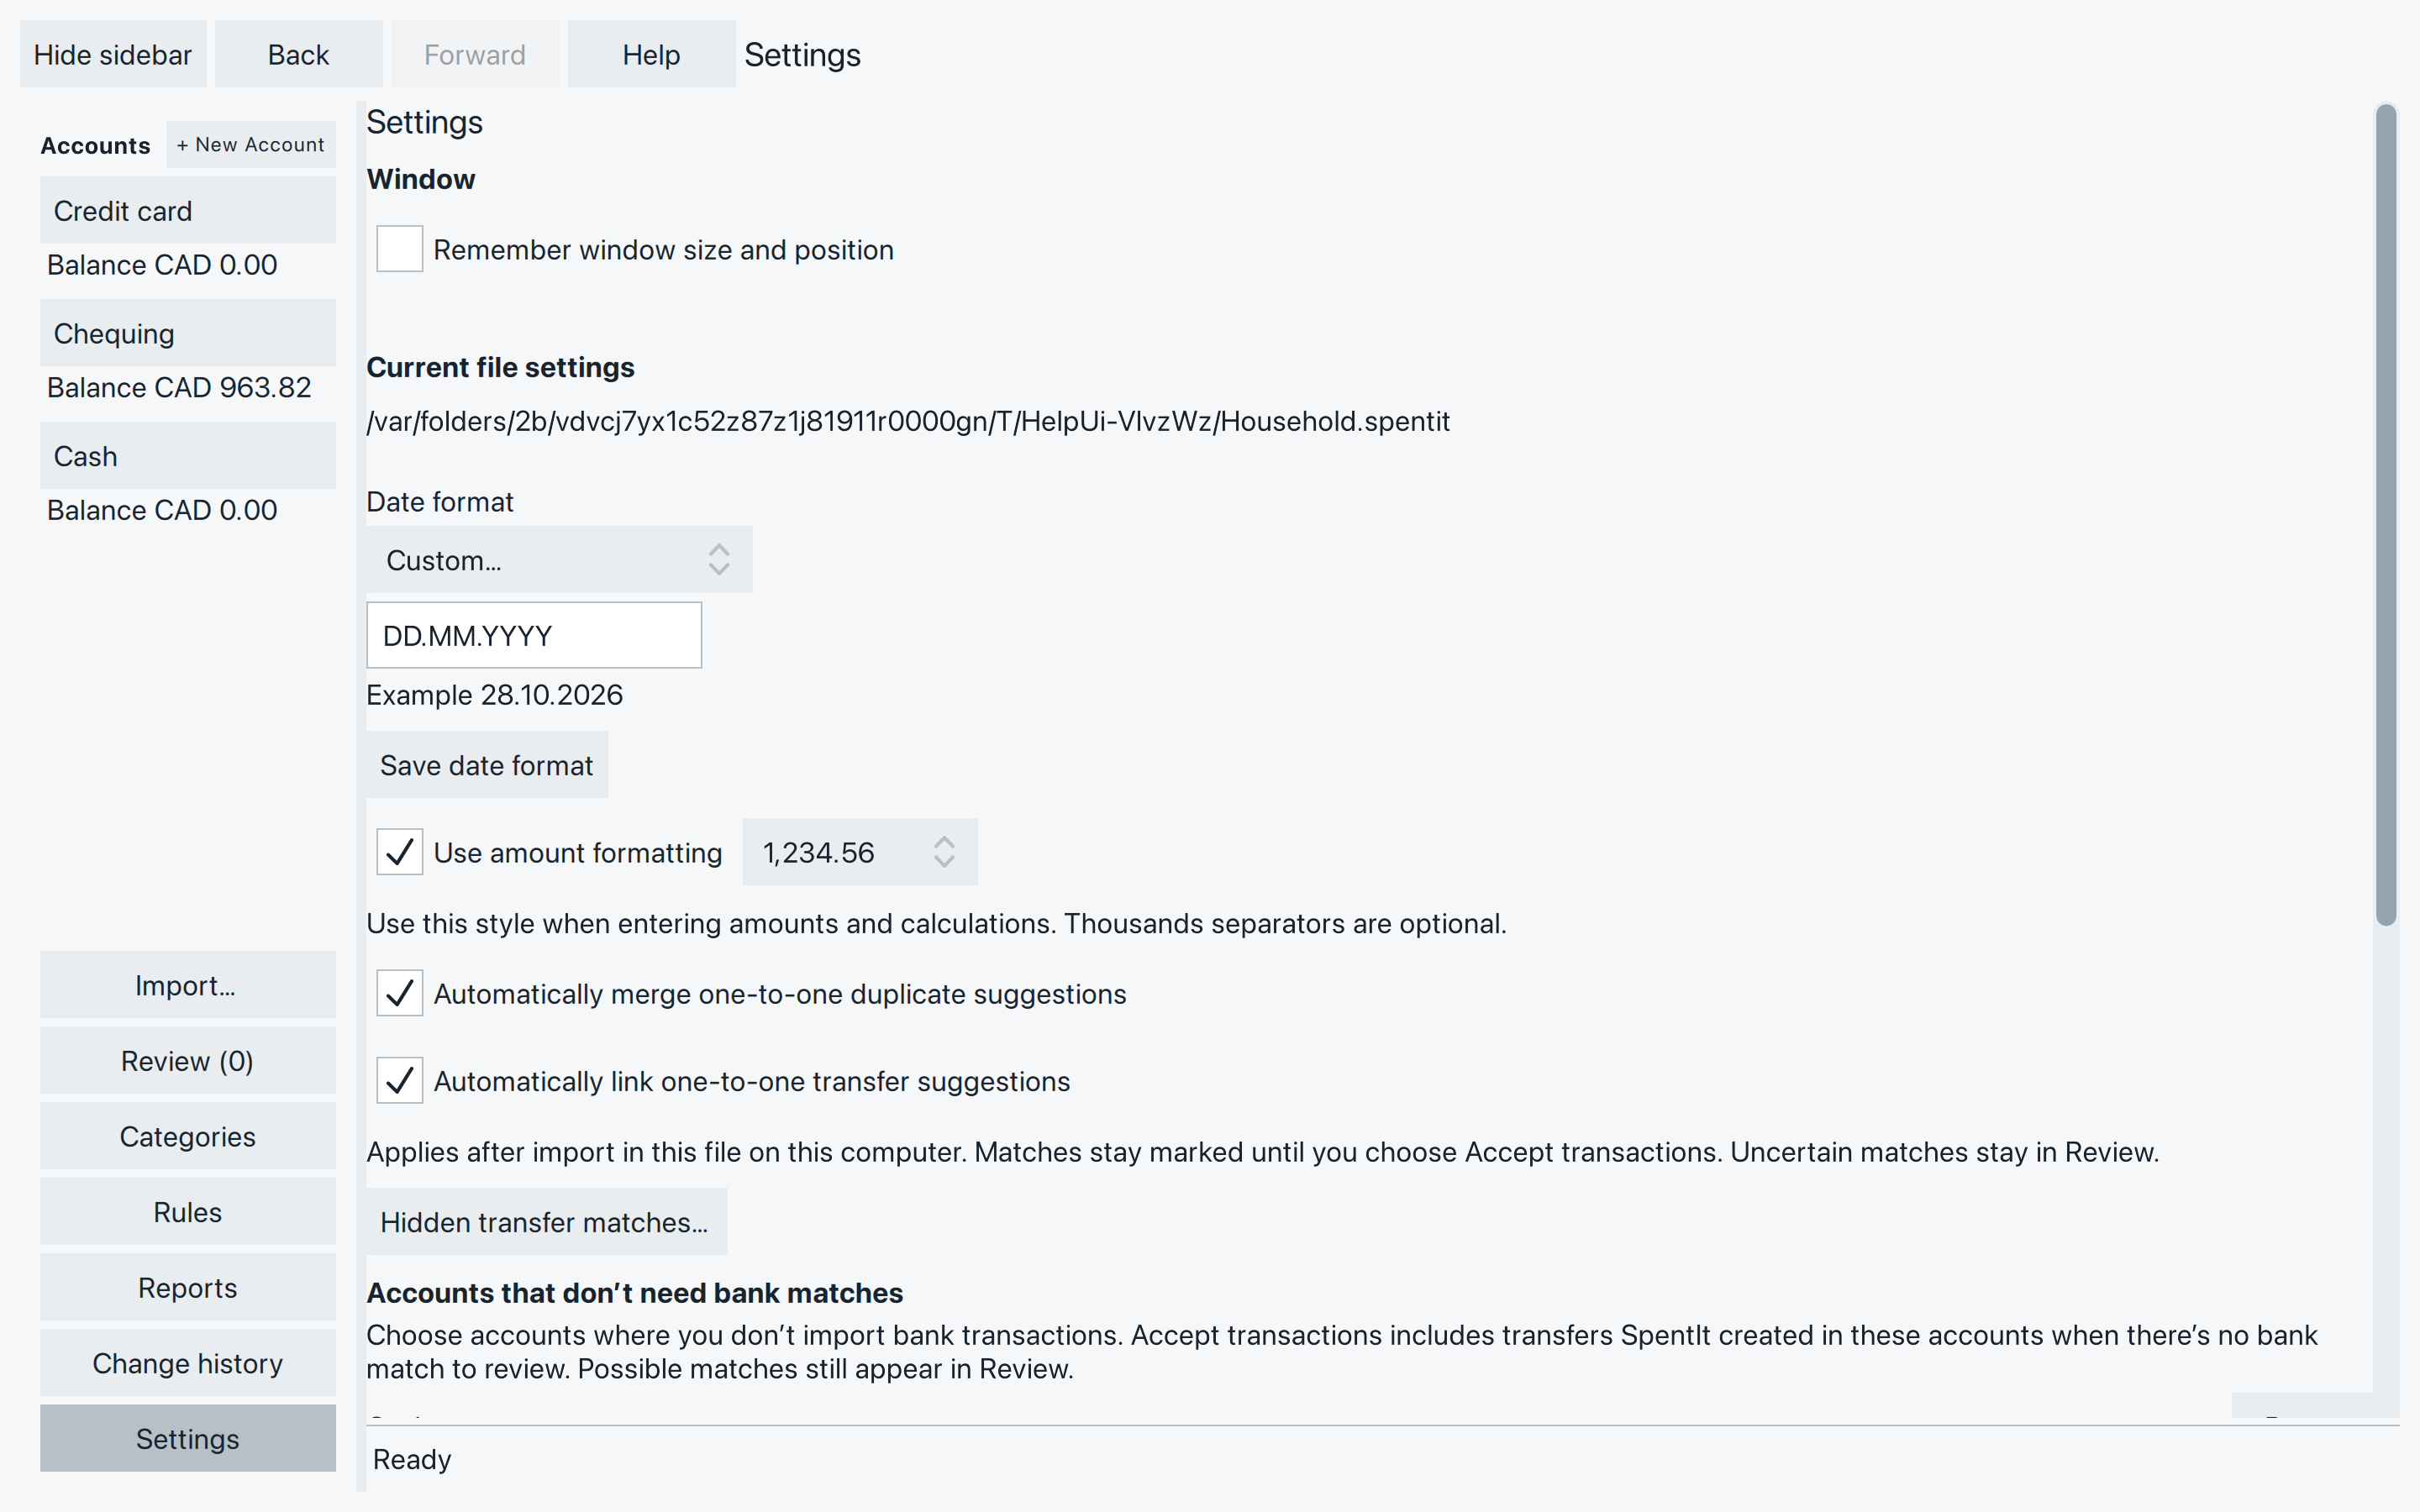 Hide sidebar
Back
Forward
Help
Settings
Accounts
+ New Account
Credit card
Balance CAD 0.00
Chequing
Balance CAD 963.82
Cash
Balance CAD 0.00
Import...
Review (0)
Categories
Rules
Reports
Change history
Settings
Settings
Window
Remember window size and position
Current file settings
/var/folders/2b/vdvcj7yx1c52z87z1j81911r0000gn/T/HelpUi-VlvzWz/Household.spentit
Date format
Custom...
DD.MM.YYYY
Example 28.10.2026
Save date format
Use amount formatting
1,234.56
Use this style when entering amounts and calculations. Thousands separators are optional.
Automatically merge one-to-one duplicate suggestions
Automatically link one-to-one transfer suggestions
Applies after import in this file on this computer. Matches stay marked until you choose Accept transactions. Uncertain matches stay in Review.
Hidden transfer matches...
Accounts that don’t need bank matches
Choose accounts where you don’t import bank transactions. Accept transactions includes transfers SpentIt created in these accounts when there’s no bank
match to review. Possible matches still appear in Review.
Ready